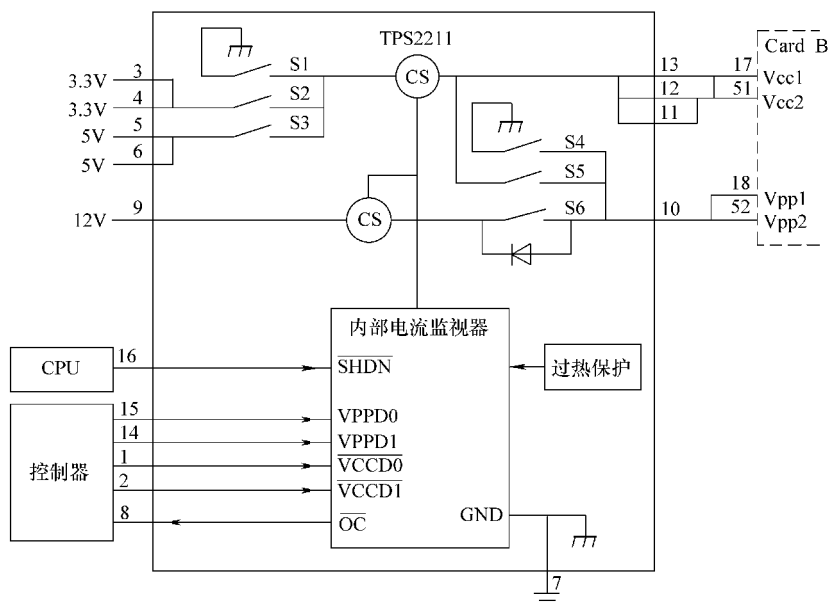 TPS2211
Card B
S1
CS
13
17
Vcc1
3
3.3V
12
51
Vcc2
4
3.3V
S2
11
5
5V
S3
6
5V
S4
S5
18
Vpp1
9
12V
CS
S6
10
52
Vpp2
内部电流监视器
CPU
16
SHDN
过热保护
控制器
15
VPPD0
14
VPPD1
1
VCCD0
2
VCCD1
8
OC
GND
7